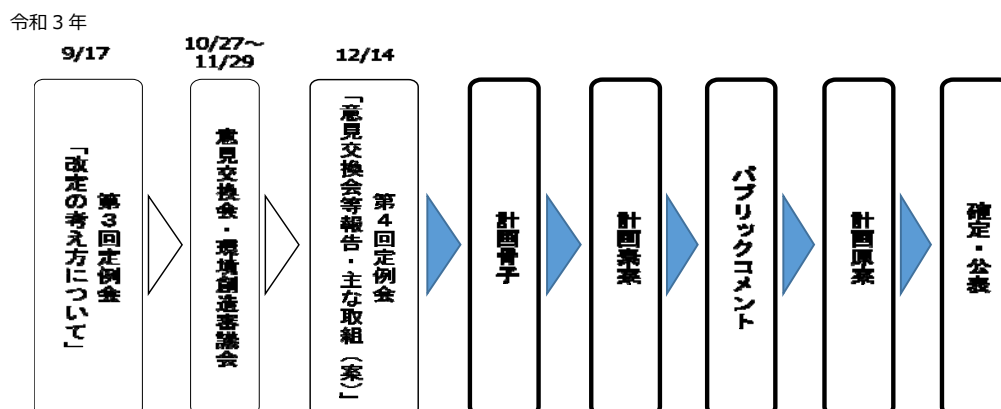 令和3年
9/17
10/27～
11/29
12/14
第3回定例会
「改定の考え方について」
意見交換会・環境創造審議会
第4回定例会
「意見交換会等報告・主な取組（案）」
計画骨子
計画素案
パブリックコメント
計画原案
確定・公表